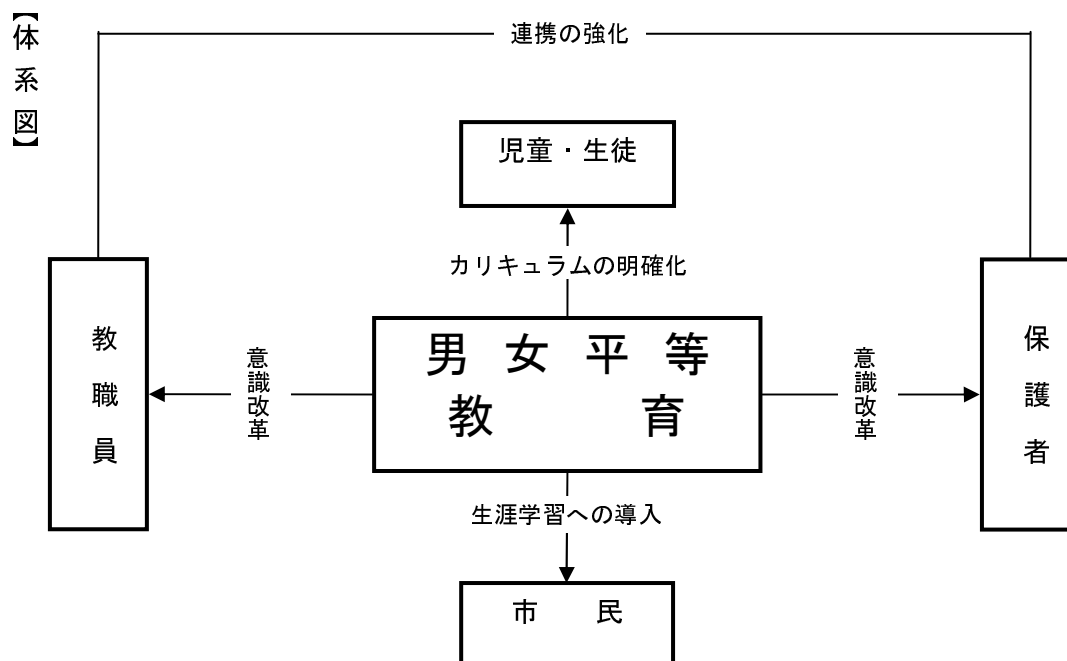 【体系図】
連携の強化
児童・生徒
カリキュラムの明確化
教職員
意識改革
男女平等
教育
意識改革
保護者
生涯学習への導入
市民